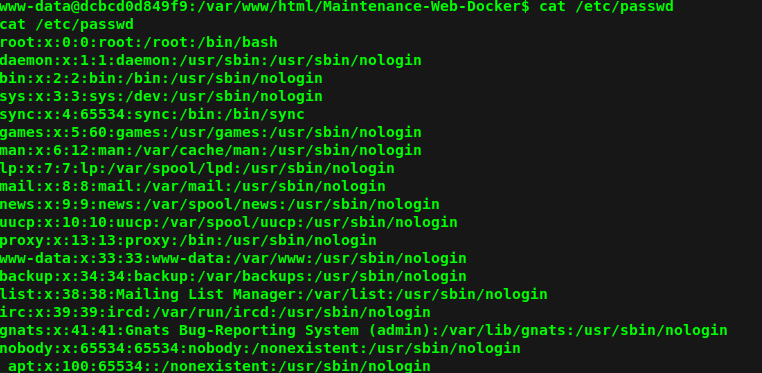 www-data@dcbcd0d849f9:/var/www/html/Maintenance-Web-Docker$ cat /etc/passwd
cat /etc/passwd
root:x:0:0:root:/root:/bin/bash
daemon:x:1:1:daemon:/usr/sbin:/usr/sbin/nologin
bin:x:2:2:bin:/bin:/usr/sbin/nologin
sys:x:3:3:sys:/dev:/usr/sbin/nologin
sync:x:4:65534:sync:/bin:/bin/sync
games:x:5:60:games:/usr/games:/usr/sbin/nologin
man:x:6:12:man:/var/cache/man:/usr/sbin/nologin
lp:x:7:7:lp:/var/spool/lpd:/usr/sbin/nologin
mail:x:8:8:mail:/var/mail:/usr/sbin/nologin
news:x:9:9:news:/var/spool/news:/usr/sbin/nologin
uucp:x:10:10:uucp:/var/spool/uucp:/usr/sbin/nologin
proxy:x:13:13:proxy:/bin:/usr/sbin/nologin
www-data:x:33:33:www-data:/var/www:/usr/sbin/nologin
backup:x:34:34:backup:/var/backups:/usr/sbin/nologin
list:x:38:38:Mailing List Manager:/var/list:/usr/sbin/nologin
irc:x:39:39:ircd:/var/run/ircd:/usr/sbin/nologin
gnats:x:41:41:Gnats Bug-Reporting System (admin):/var/lib/gnats:/usr/sbin/nologin
nobody:x:65534:65534:nobody:/nonexistent:/usr/sbin/nologin
apt:x:100:65534::/nonexistent:/usr/sbin/nologin